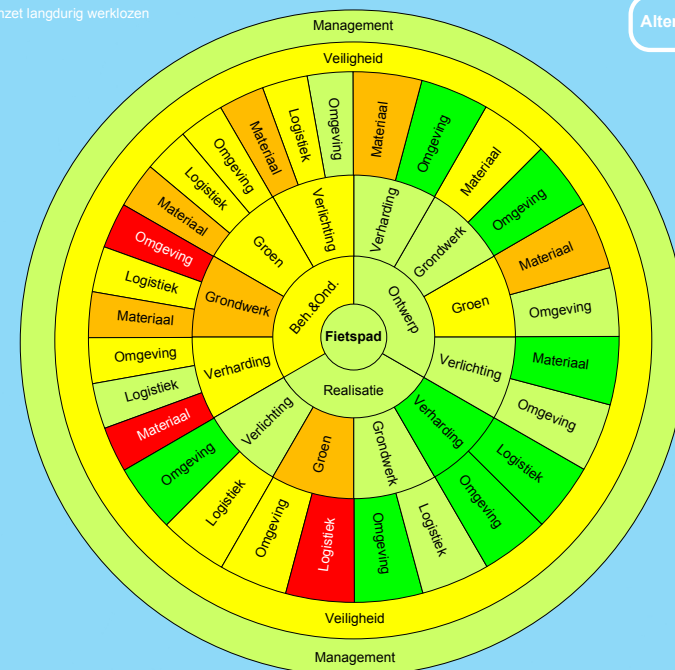 nzet langdurig werklozen
Alter
Management
Veiligheid
Materiaal
Omgeving
Materiaal
Omgeving
Materiaal
Omgeving
Materiaal
Omgeving
Logistiek
Omgeving
Logistiek
Omgeving
Logistiek
Omgeving
Logistiek
Omgeving
Materiaal
Logistiek
Omgeving
Materiaal
Logistiek
Omgeving
Materiaal
Logistiek
Omgeving
Materiaal
Logistiek
Omgeving
Verharding
Grondwerk
Groen
Verlichting
Verharding
Grondwerk
Groen
Verlichting
Verharding
Grondwerk
Groen
Verlichting
Ontwerp
Realisatie
Beh.&Ond.
Fietspad
Veiligheid
Management